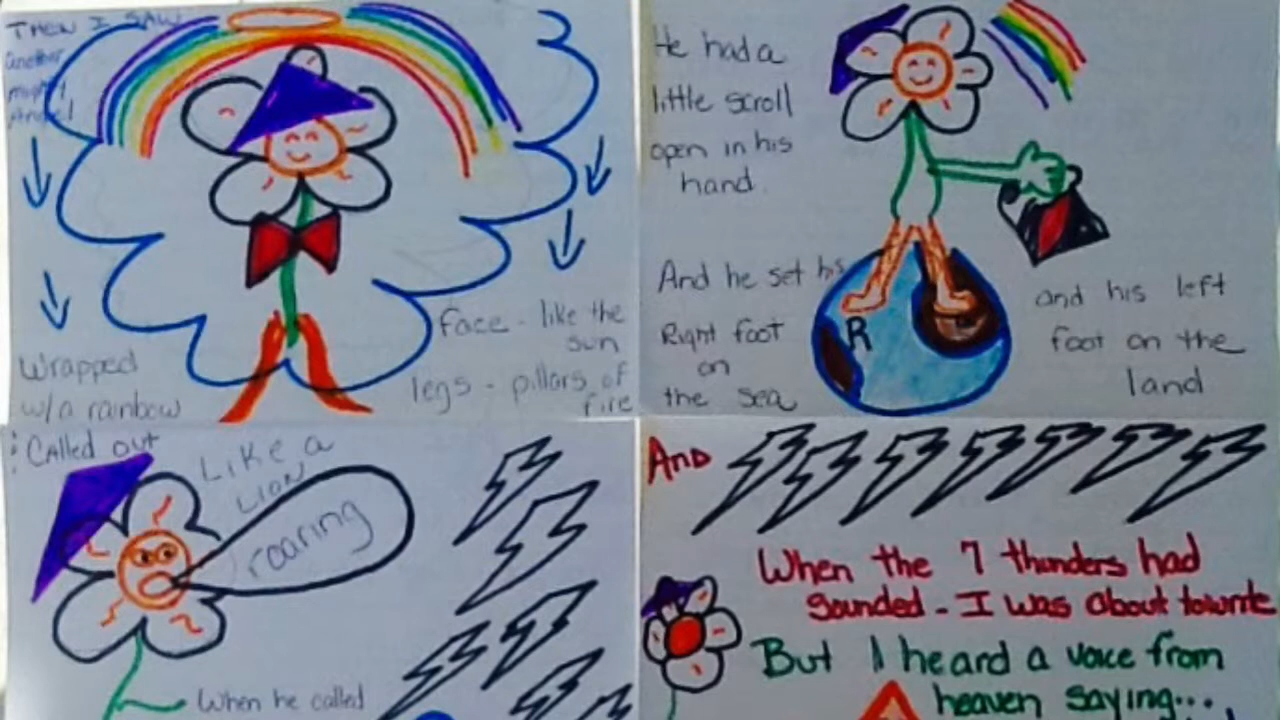 THEN I SAW
another
mighty
Angel
Wrapped
w/a rainbow
face - like the
sun
legs - pillars of
fire
He had a
little scroll
open in his
hand.
And he set his
Right foot
on
the sea
R
and his left
foot on the
land
: Called out
LIKE A
LION
roaring
When he called
And
When the 7 thunders had
sounded - I was about to write
But I heard a voice from
heaven saying...